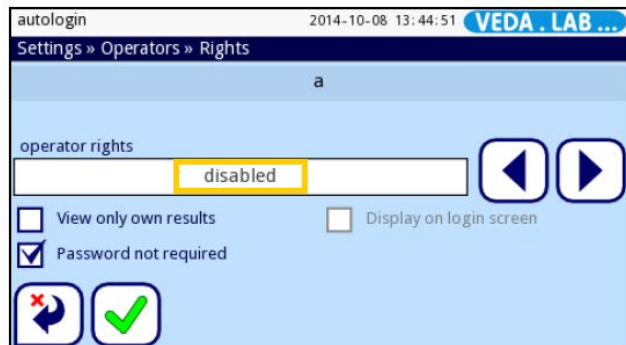 autologin 2014-10-08 13:44:51 VEDA.LAB...
Settings » Operators » Rights
a
operator rights
disabled
View only own results Display on login screen
Password not required